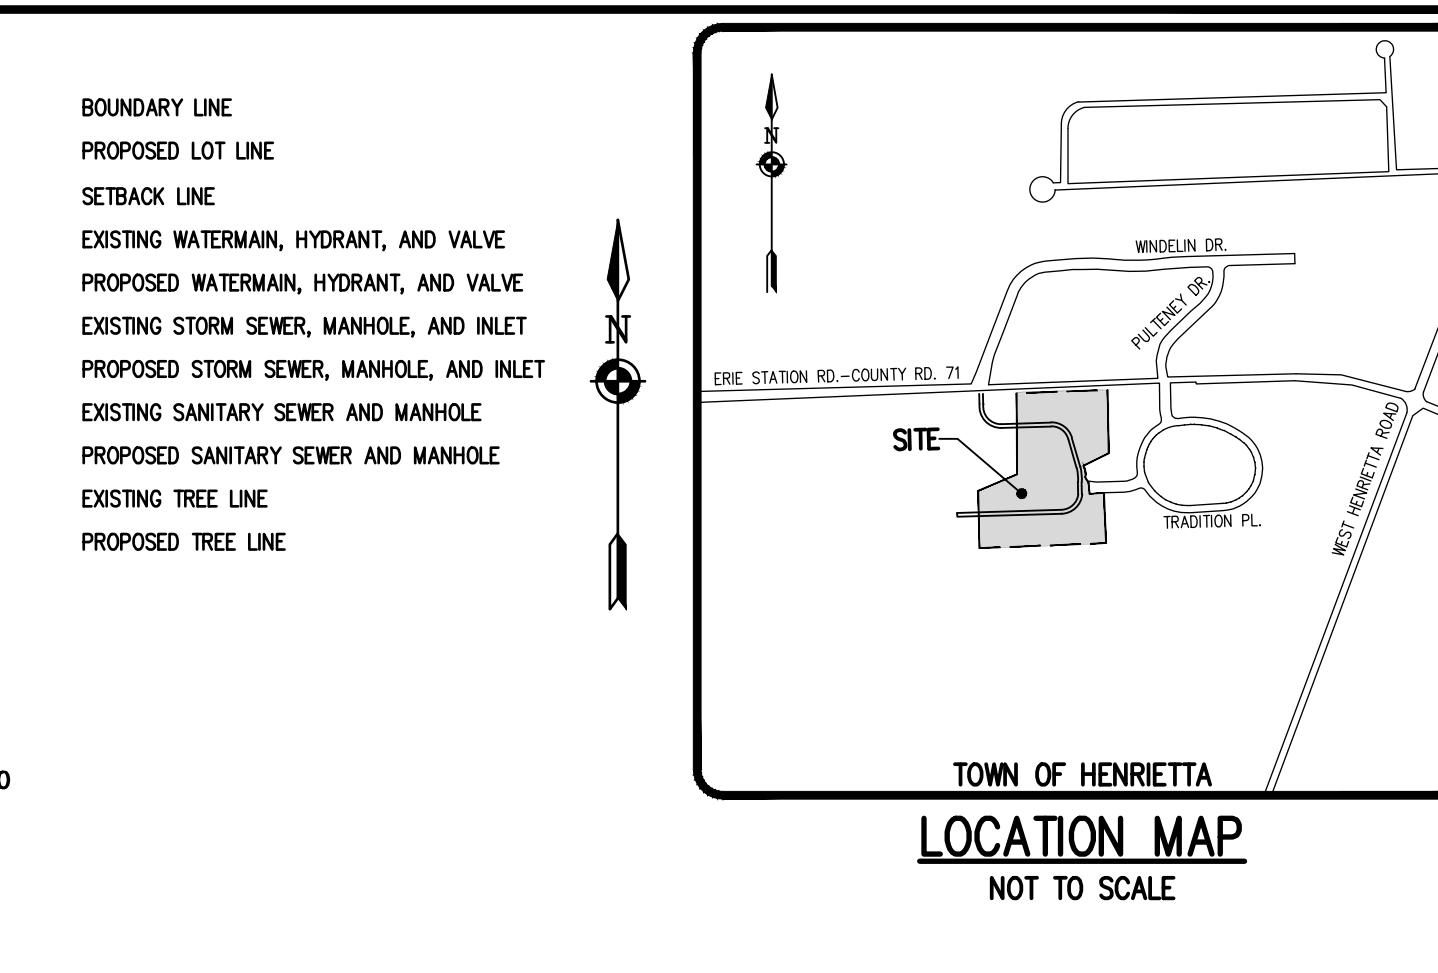 BOUNDARY LINE
PROPOSED LOT LINE
SETBACK LINE
EXISTING WATERMAIN, HYDRANT, AND VALVE
PROPOSED WATERMAIN, HYDRANT, AND VALVE
EXISTING STORM SEWER, MANHOLE, AND INLET
PROPOSED STORM SEWER, MANHOLE, AND INLET
EXISTING SANITARY SEWER AND MANHOLE
PROPOSED SANITARY SEWER AND MANHOLE
EXISTING TREE LINE
PROPOSED TREE LINE
N
N
WINDELIN DR.
PULTENEY DR.
ERIE STATION RD.-COUNTY RD. 71
SITE
WEST HENRIETTA ROAD
TRADITION PL.
TOWN OF HENRIETTA
LOCATION MAP
NOT TO SCALE